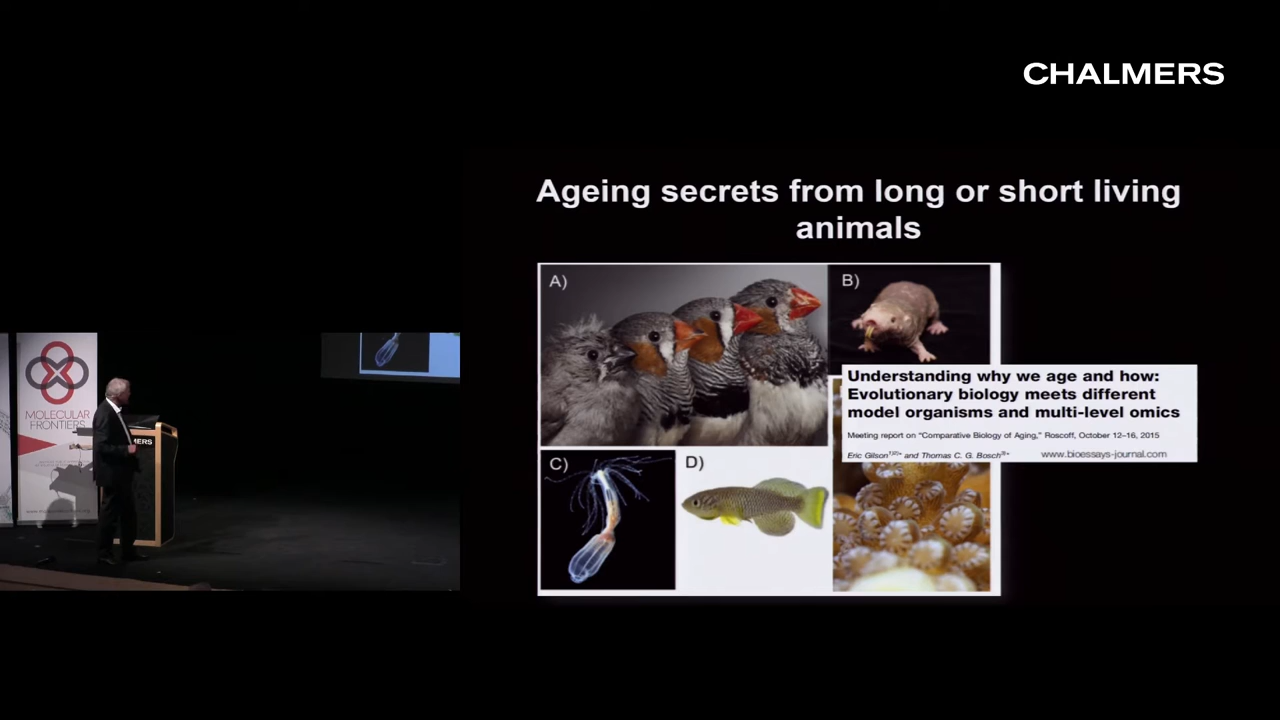 CHALMERS
Ageing secrets from long or short living
animals
A)
B)
Understanding why we age and how:
Evolutionary biology meets different
model organisms and multi-level omics
Meeting report on “Comparative Biology of Aging,” Roscoff, October 12–16, 2015
Eric Gilson and Thomas C. G. Bosch
www.bioessays-journal.com
C)
D)
MOLECULAR
FRONTIERS